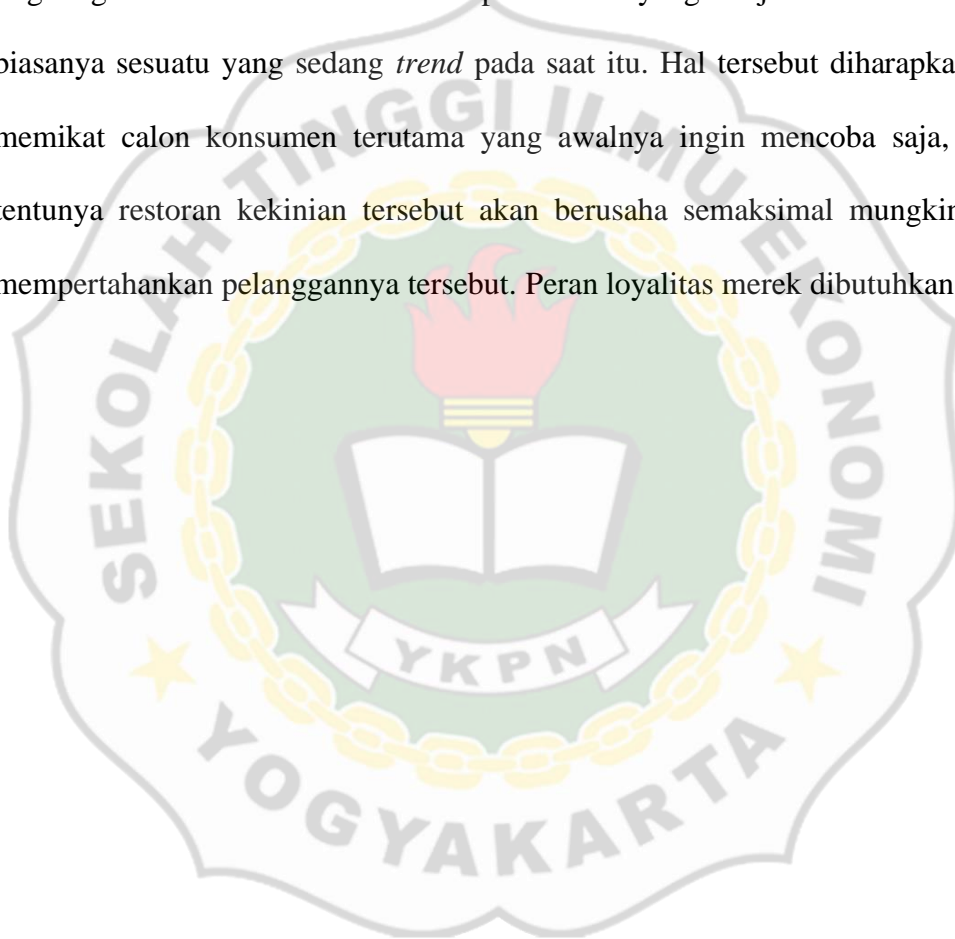 biasanya sesuatu yang sedang trend pada saat itu. Hal tersebut
memikat calon konsumen terutama yang awalnya ingin mencoba saja,
tentunya restoran kekinian tersebut akan berusaha semaksimal
mempertahankan pelanggannya tersebut. Peran loyalitas merek dibutuhkan
SEKOLAH TINGGI ILMU EKONOMI
YKPN
YOGYAKARTA